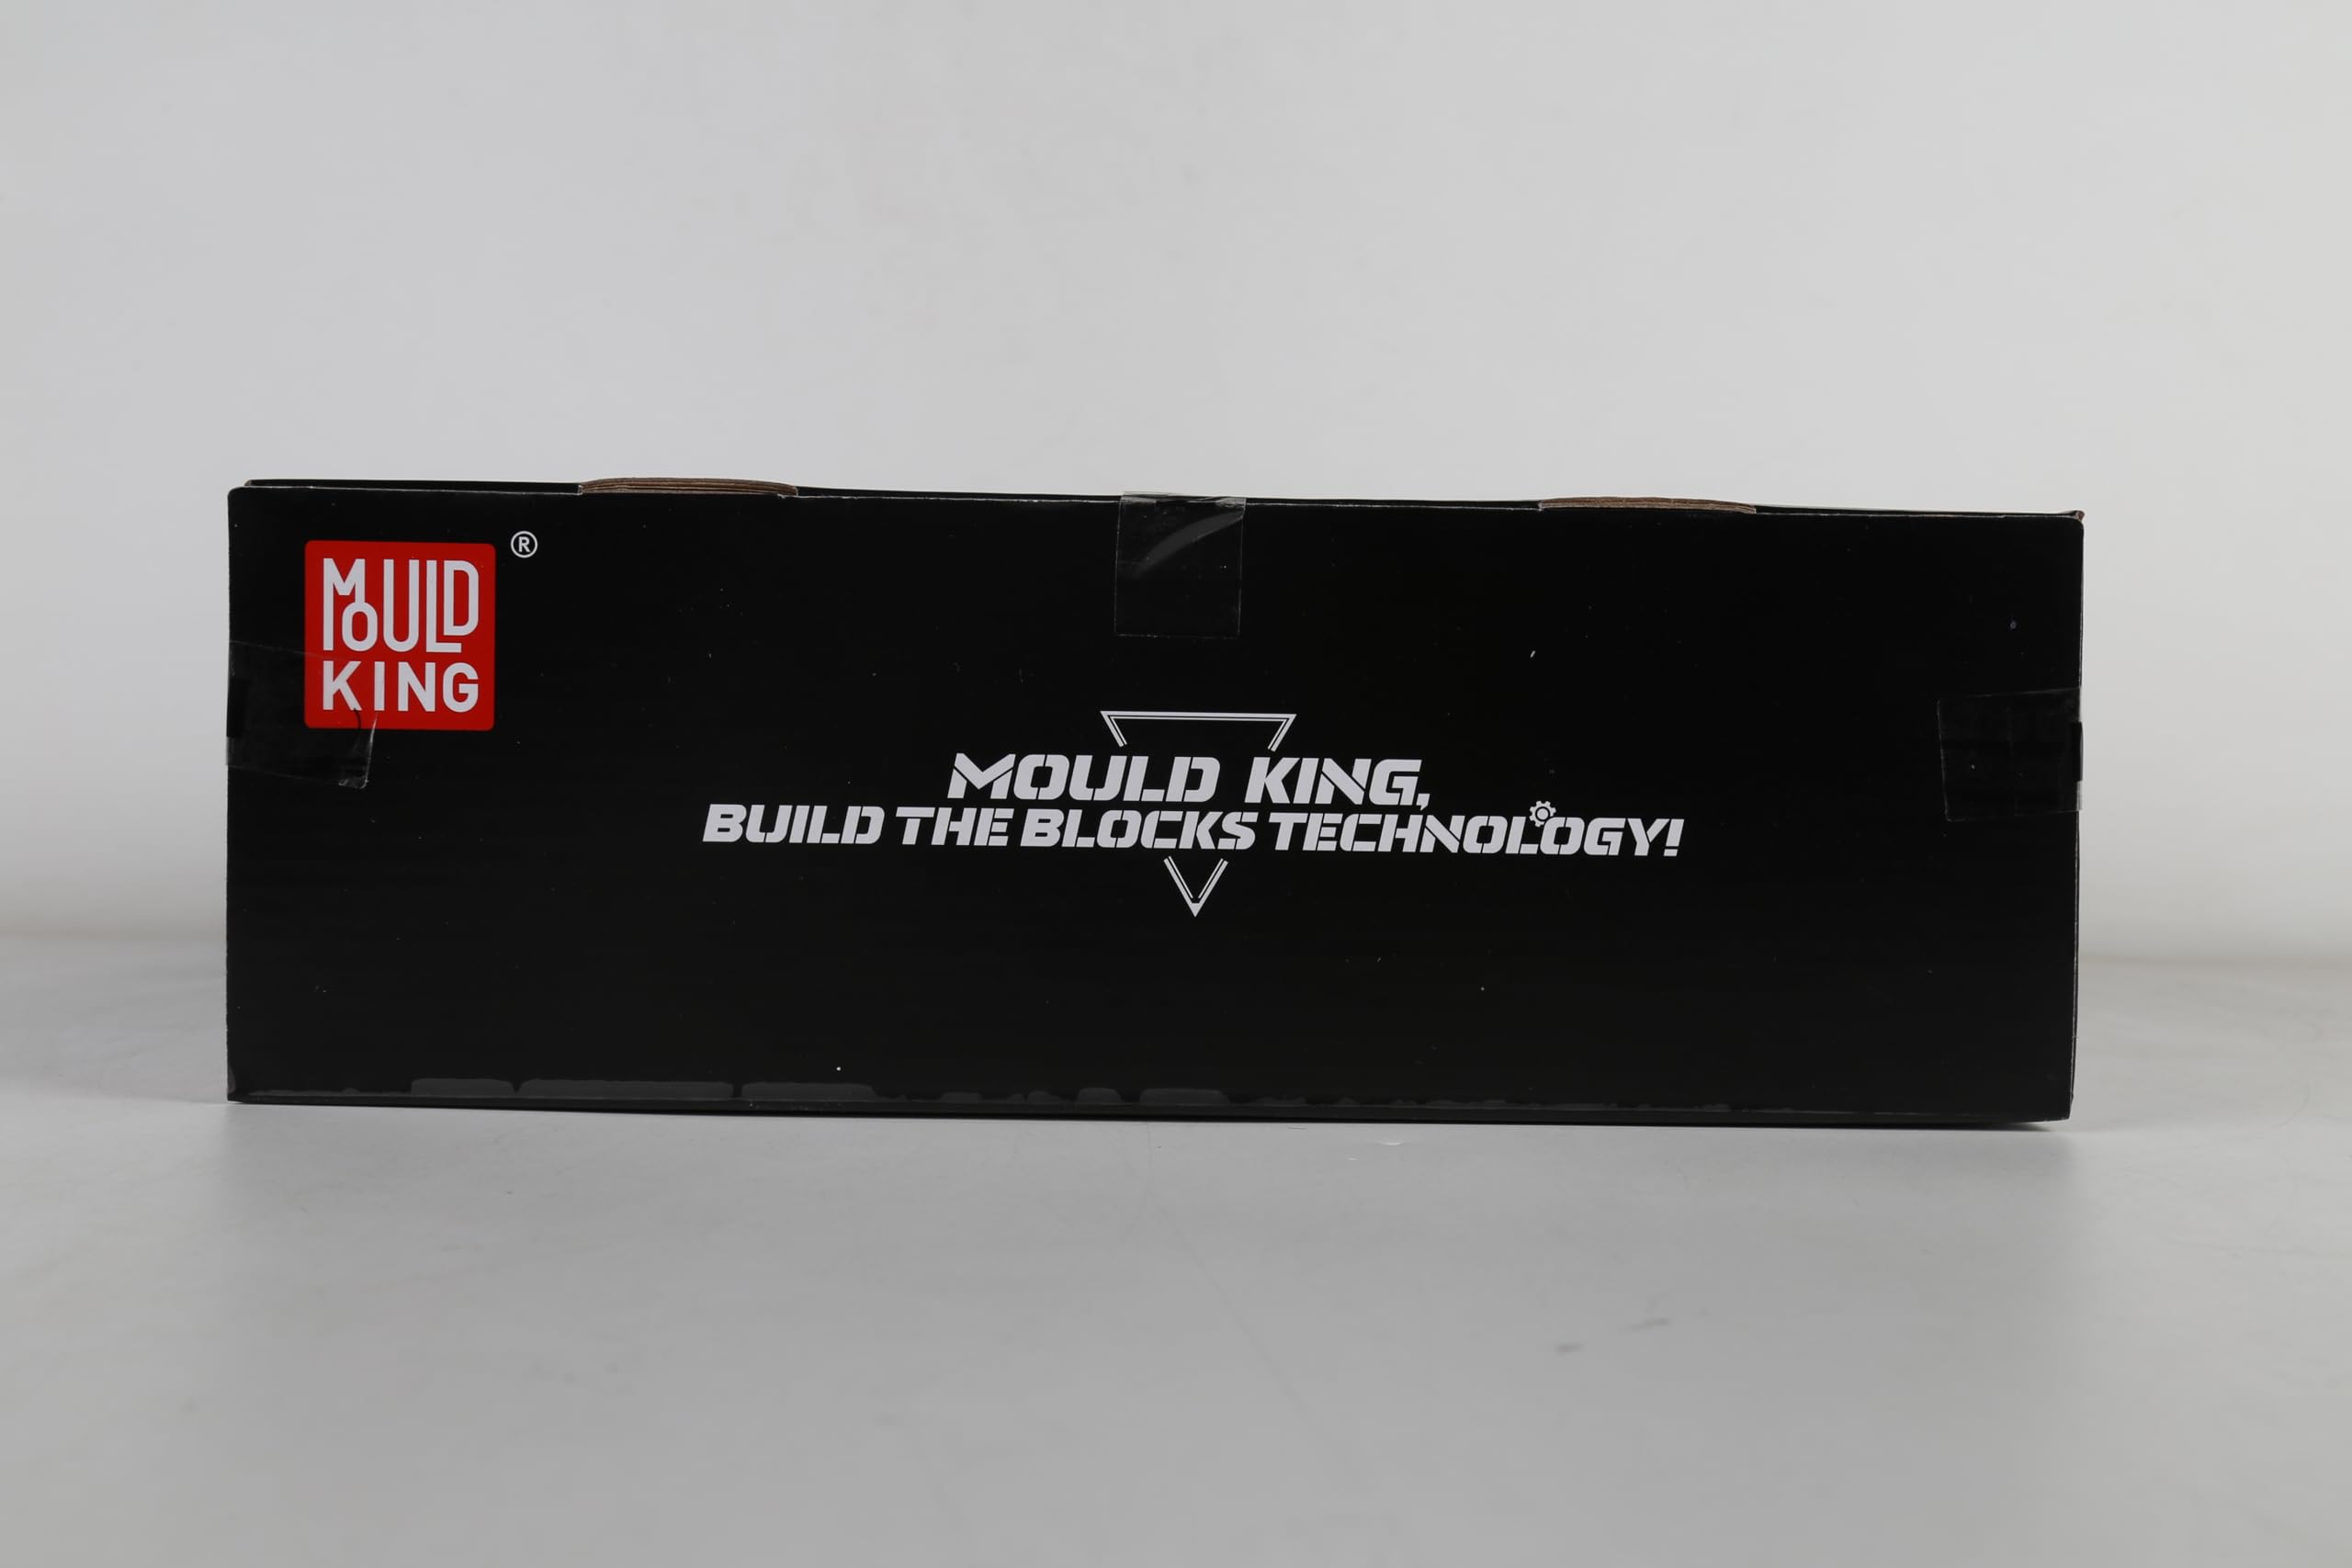 MOULD
KING
®
MOULD KING,
BUILD THE BLOCKS TECHNOLOGY!